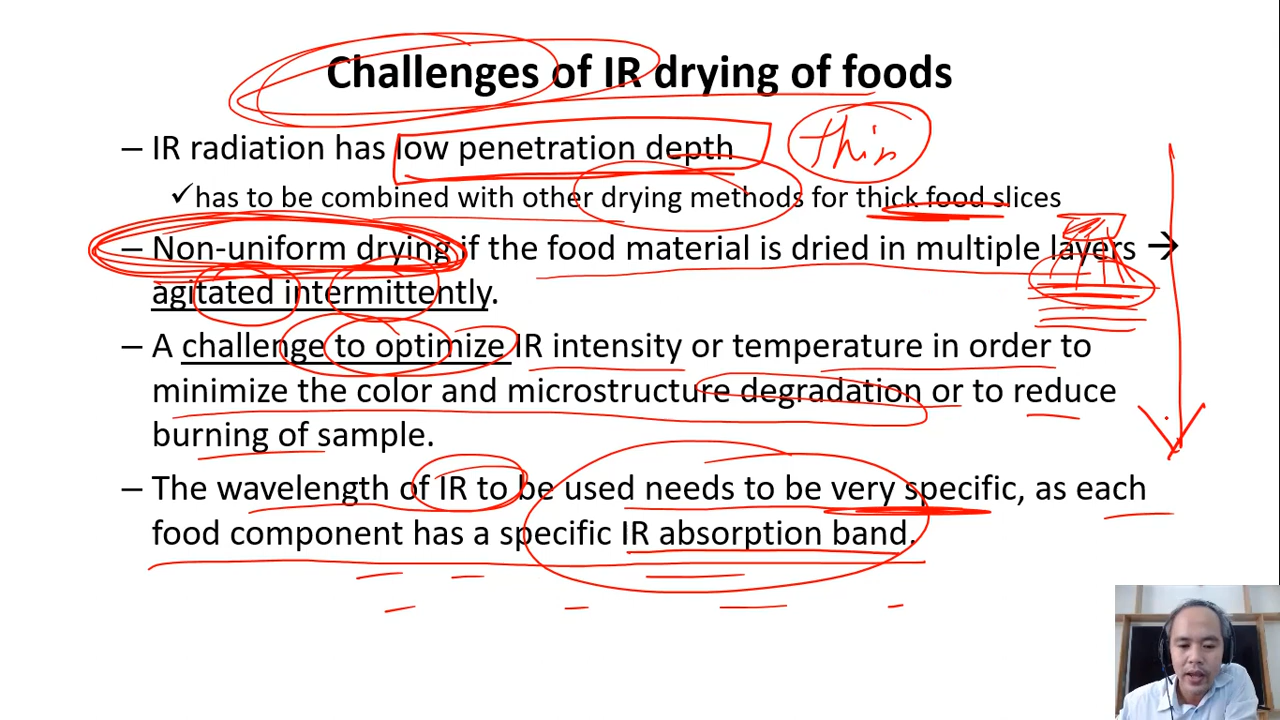 Challenges of IR drying of foods
– IR radiation has low penetration depth thin
✓has to be combined with other drying methods for thick food slices
– Non-uniform drying if the food material is dried in multiple layers →
agitated intermittently.
– A challenge to optimize IR intensity or temperature in order to
minimize the color and microstructure degradation or to reduce
burning of sample.
– The wavelength of IR to be used needs to be very specific, as each
food component has a specific IR absorption band.